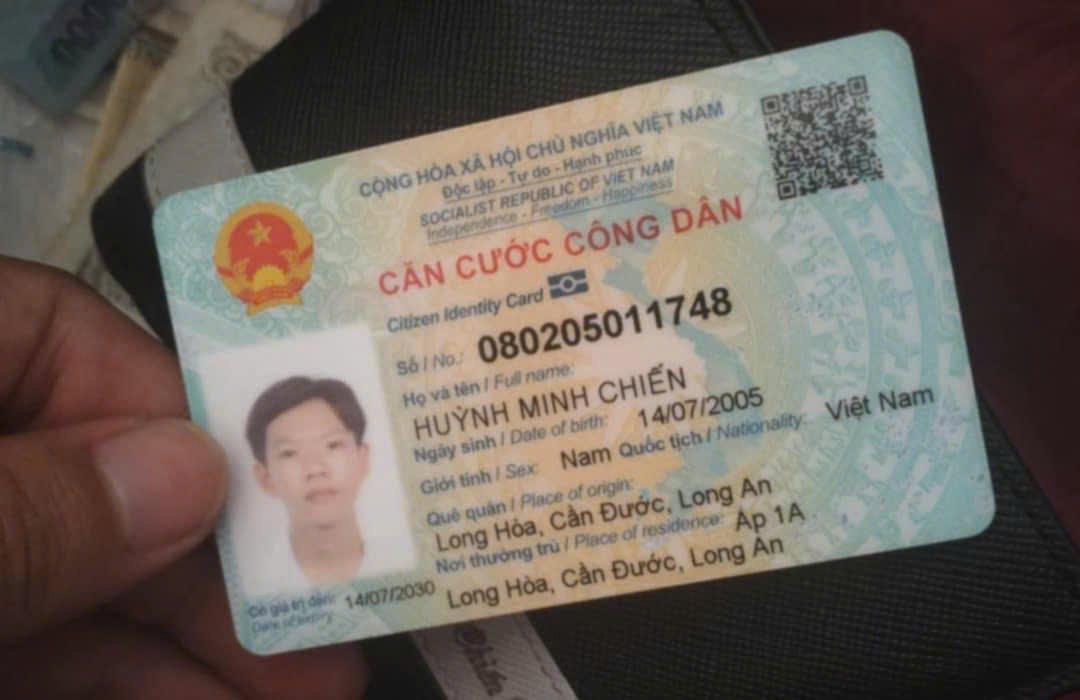 CỘNG HÒA XÃ HỘI CHỦ NGHĨA VIỆT NAM
Độc lập - Tự do - Hạnh phúc
SOCIALIST REPUBLIC OF VIET NAM
Independence - Freedom - Happiness
CĂN CƯỚC CÔNG DÂN
Citizen Identity Card
Số / No.: 080205011748
Họ và tên / Full name:
HUỲNH MINH CHIẾN
Ngày sinh / Date of birth: 14/07/2005
Giới tính / Sex: Nam Quốc tịch / Nationality: Việt Nam
Quê quán / Place of origin:
Long Hòa, Cần Đước, Long An
Nơi thường trú / Place of residence: Ấp 1A
Long Hòa, Cần Đước, Long An
Có giá trị đến: 14/07/2030
Date of expiry